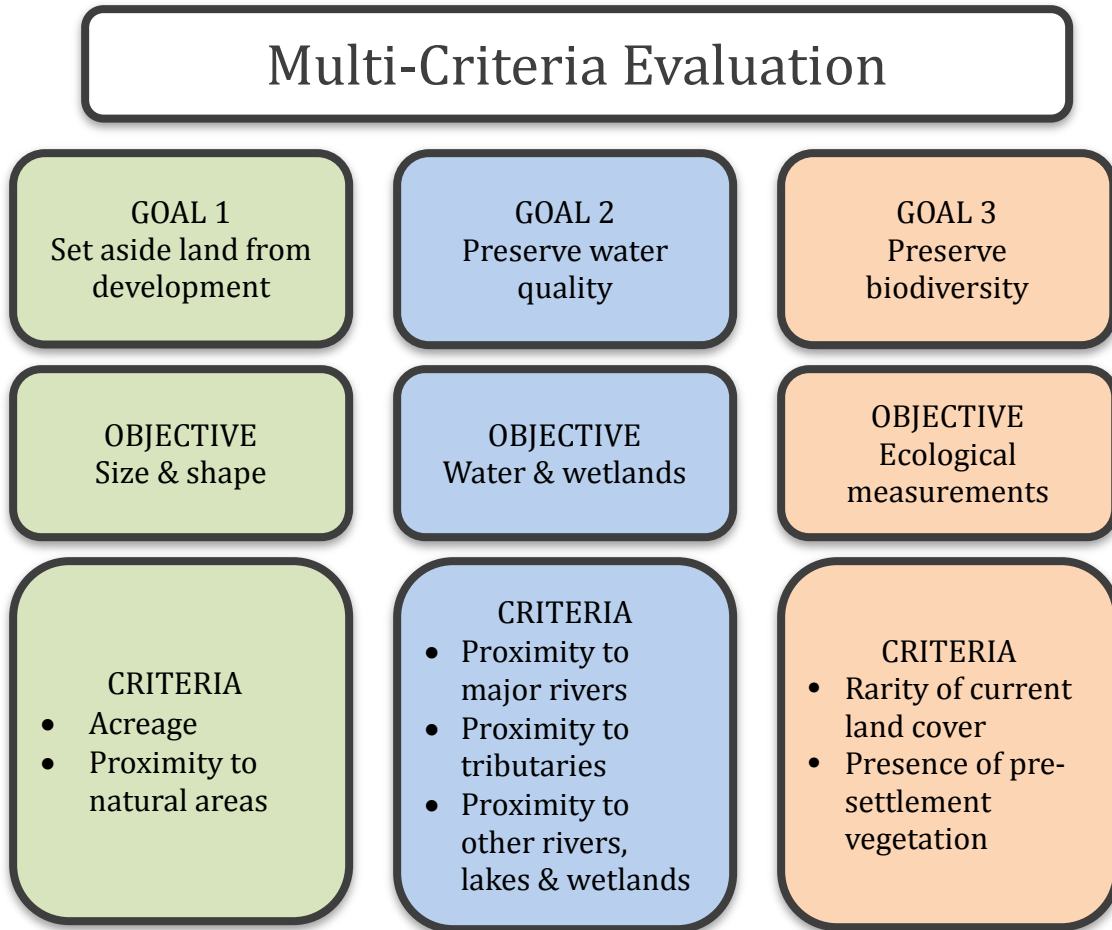 Multi-Criteria Evaluation
GOAL 1
Set aside land from
development
OBJECTIVE
Size & shape
CRITERIA
• Acreage
• Proximity to
natural areas
GOAL 2
Preserve water
quality
OBJECTIVE
Water & wetlands
CRITERIA
• Proximity to
major rivers
• Proximity to
tributaries
• Proximity to
other rivers,
lakes & wetlands
GOAL 3
Preserve
biodiversity
OBJECTIVE
Ecological
measurements
CRITERIA
• Rarity of current
land cover
• Presence of pre-
settlement
vegetation